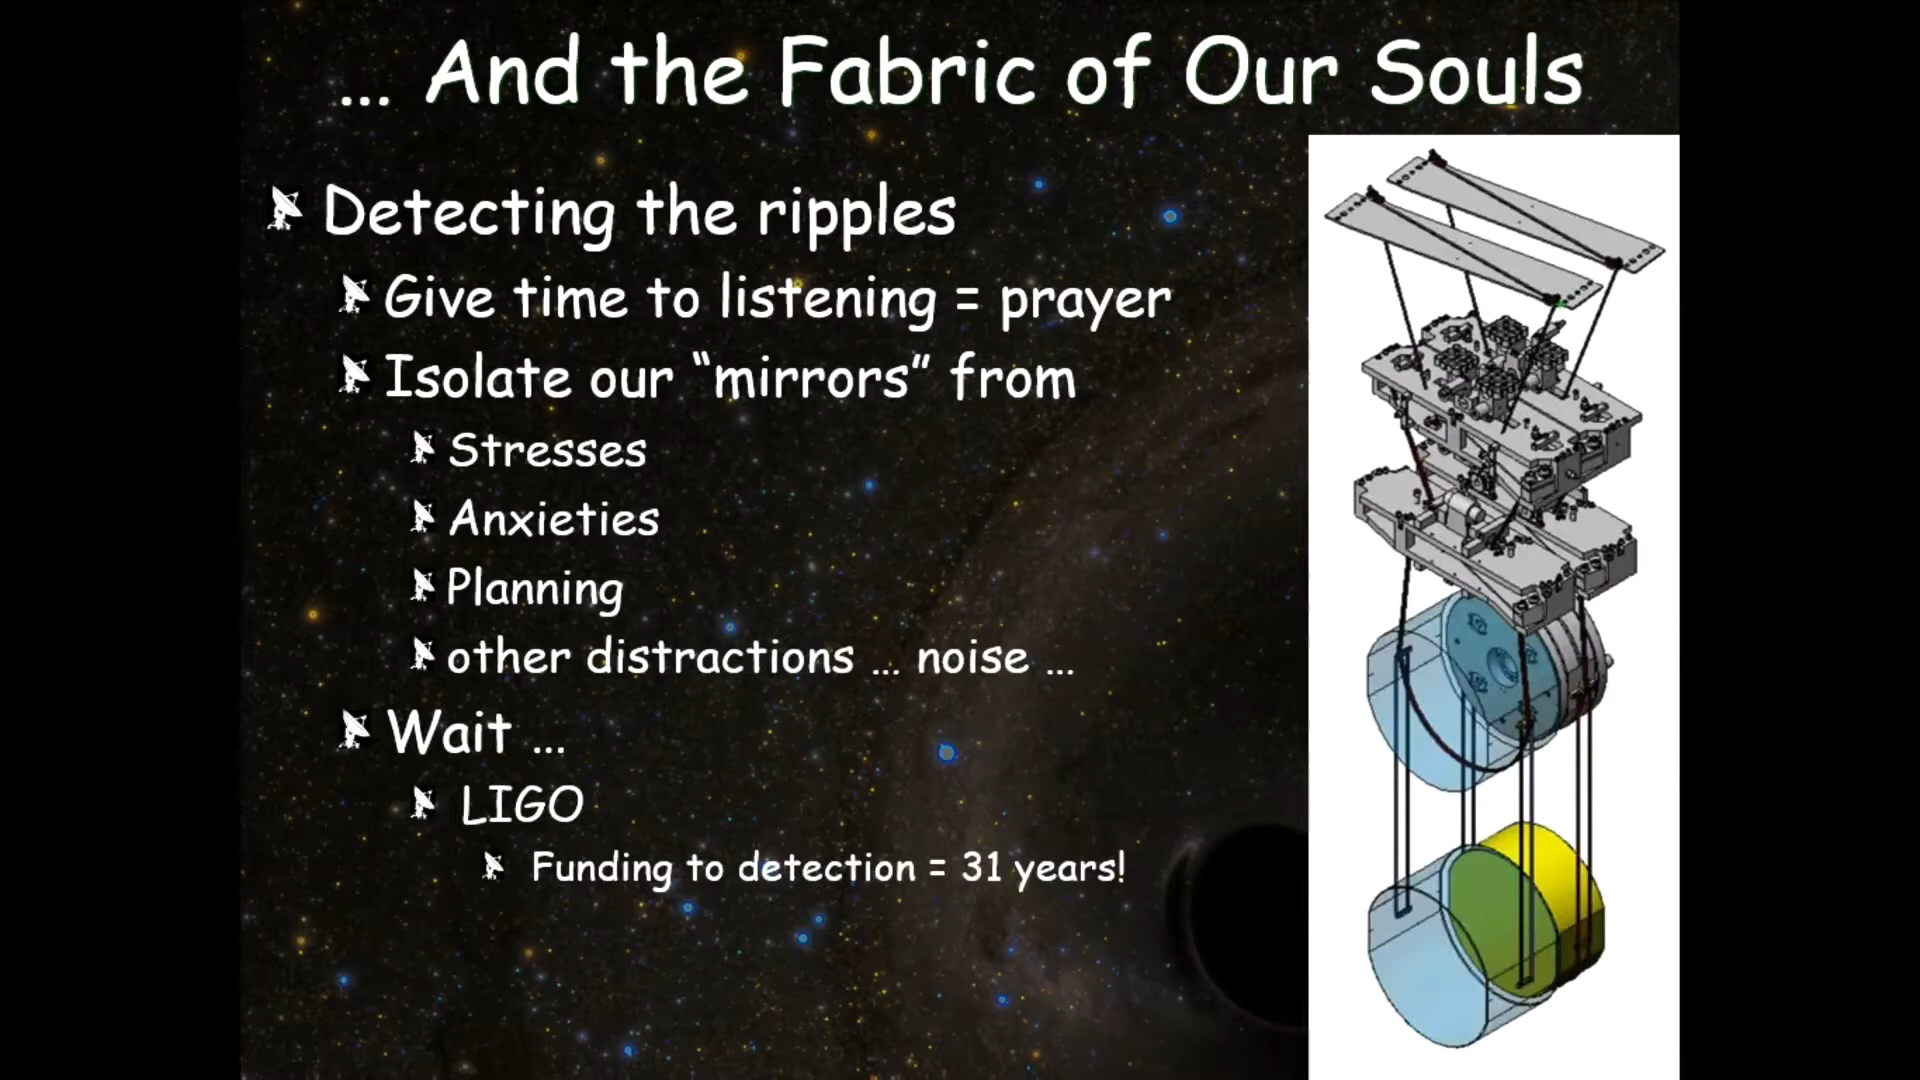 ... And the Fabric of Our Souls
Detecting the ripples
Give time to listening = prayer
Isolate our “mirrors” from
Stresses
Anxieties
Planning
other distractions ... noise ...
Wait ...
LIGO
Funding to detection = 31 years!